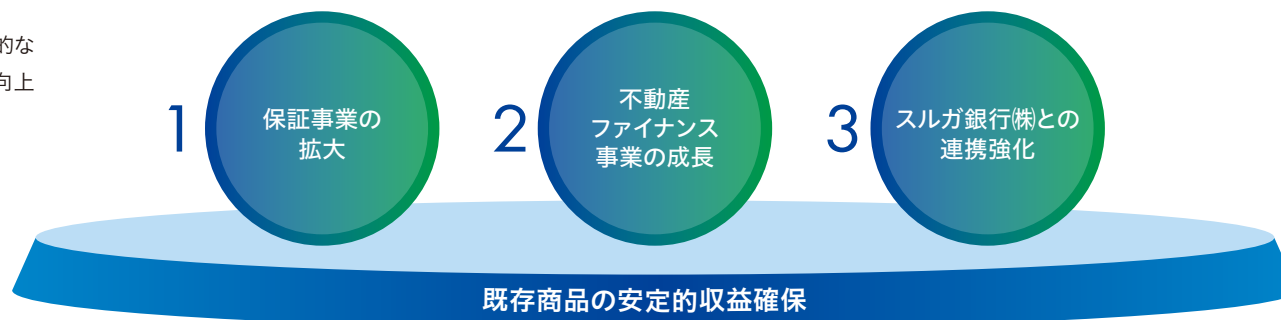 的な
向上
1
保証事業の
拡大
2
不動産
ファイナンス
事業の成長
3
スルガ銀行㈱との
連携強化
既存商品の安定的収益確保